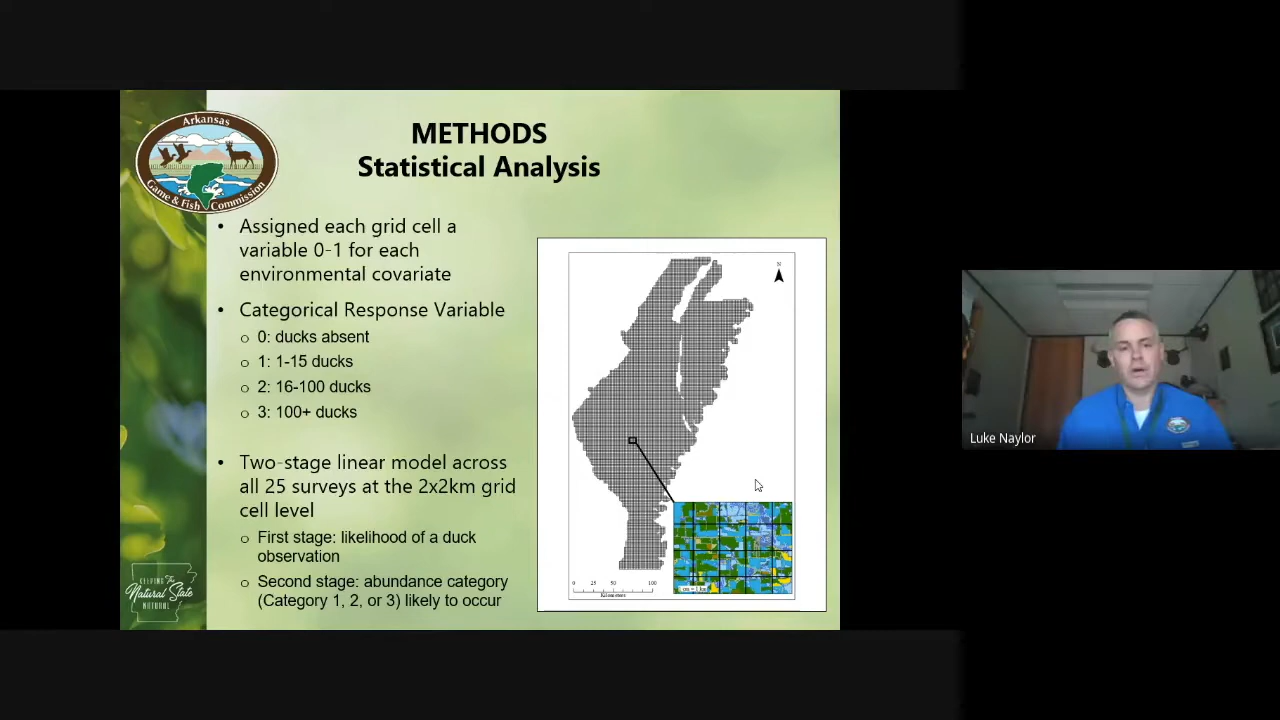 Arkansas
Game & Fish Commission
METHODS
Statistical Analysis
• Assigned each grid cell a
variable 0-1 for each
environmental covariate
• Categorical Response Variable
o 0: ducks absent
o 1: 1-15 ducks
o 2: 16-100 ducks
o 3: 100+ ducks
• Two-stage linear model across
all 25 surveys at the 2x2km grid
cell level
o First stage: likelihood of a duck
observation
o Second stage: abundance category
(Category 1, 2, or 3) likely to occur
KEEPING The
Natural State
NATURAL
N
0 25 50 100
Kilometers
Luke Naylor